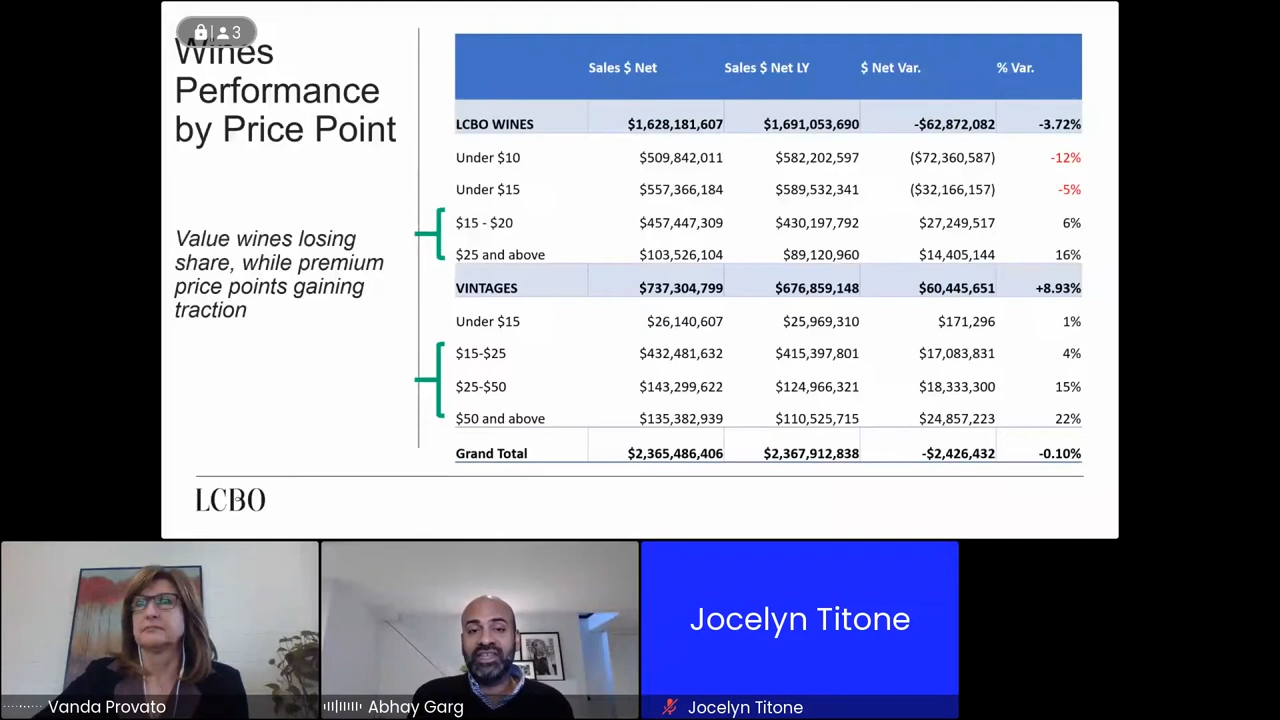 3
Wines
Performance
by Price Point
Value wines losing
share, while premium
price points gaining
traction
Sales $ Net Sales $ Net LY $ Net Var. % Var.
LCBO WINES $1,628,181,607 $1,691,053,690 -$62,872,082 -3.72%
Under $10 $509,842,011 $582,202,597 ($72,360,587) -12%
Under $15 $557,366,184 $589,532,341 ($32,166,157) -5%
$15 - $20 $457,447,309 $430,197,792 $27,249,517 6%
$25 and above $103,526,104 $89,120,960 $14,405,144 16%
VINTAGES $737,304,799 $676,859,148 $60,445,651 +8.93%
Under $15 $26,140,607 $25,969,310 $171,296 1%
$15-$25 $432,481,632 $415,397,801 $17,083,831 4%
$25-$50 $143,299,622 $124,966,321 $18,333,300 15%
$50 and above $135,382,939 $110,525,715 $24,857,223 22%
Grand Total $2,365,486,406 $2,367,912,838 -$2,426,432 -0.10%
LCBO
Jocelyn Titone
Vanda Provato
Abhay Garg
Jocelyn Titone